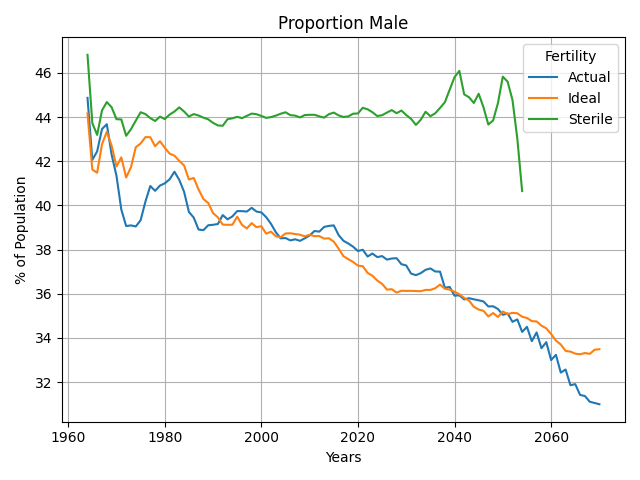 Proportion Male
% of Population
46
44
42
40
38
36
34
32
Fertility
Actual
Ideal
Sterile
1960 1980 2000 2020 2040 2060
Years